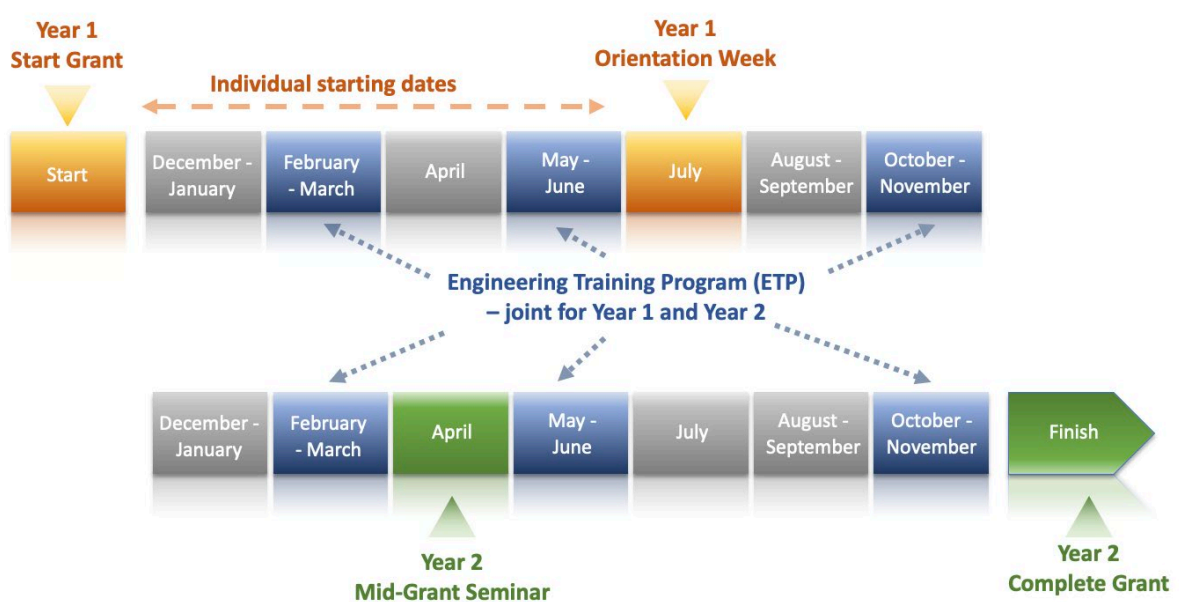 Year 1
Start Grant
Year 1
Orientation Week
Individual starting dates
Start
December -
January
February
- March
April
May -
June
July
August -
September
October -
November
Engineering Training Program (ETP)
– joint for Year 1 and Year 2
December -
January
February
- March
April
May -
June
July
August -
September
October -
November
Finish
Year 2
Mid-Grant Seminar
Year 2
Complete Grant